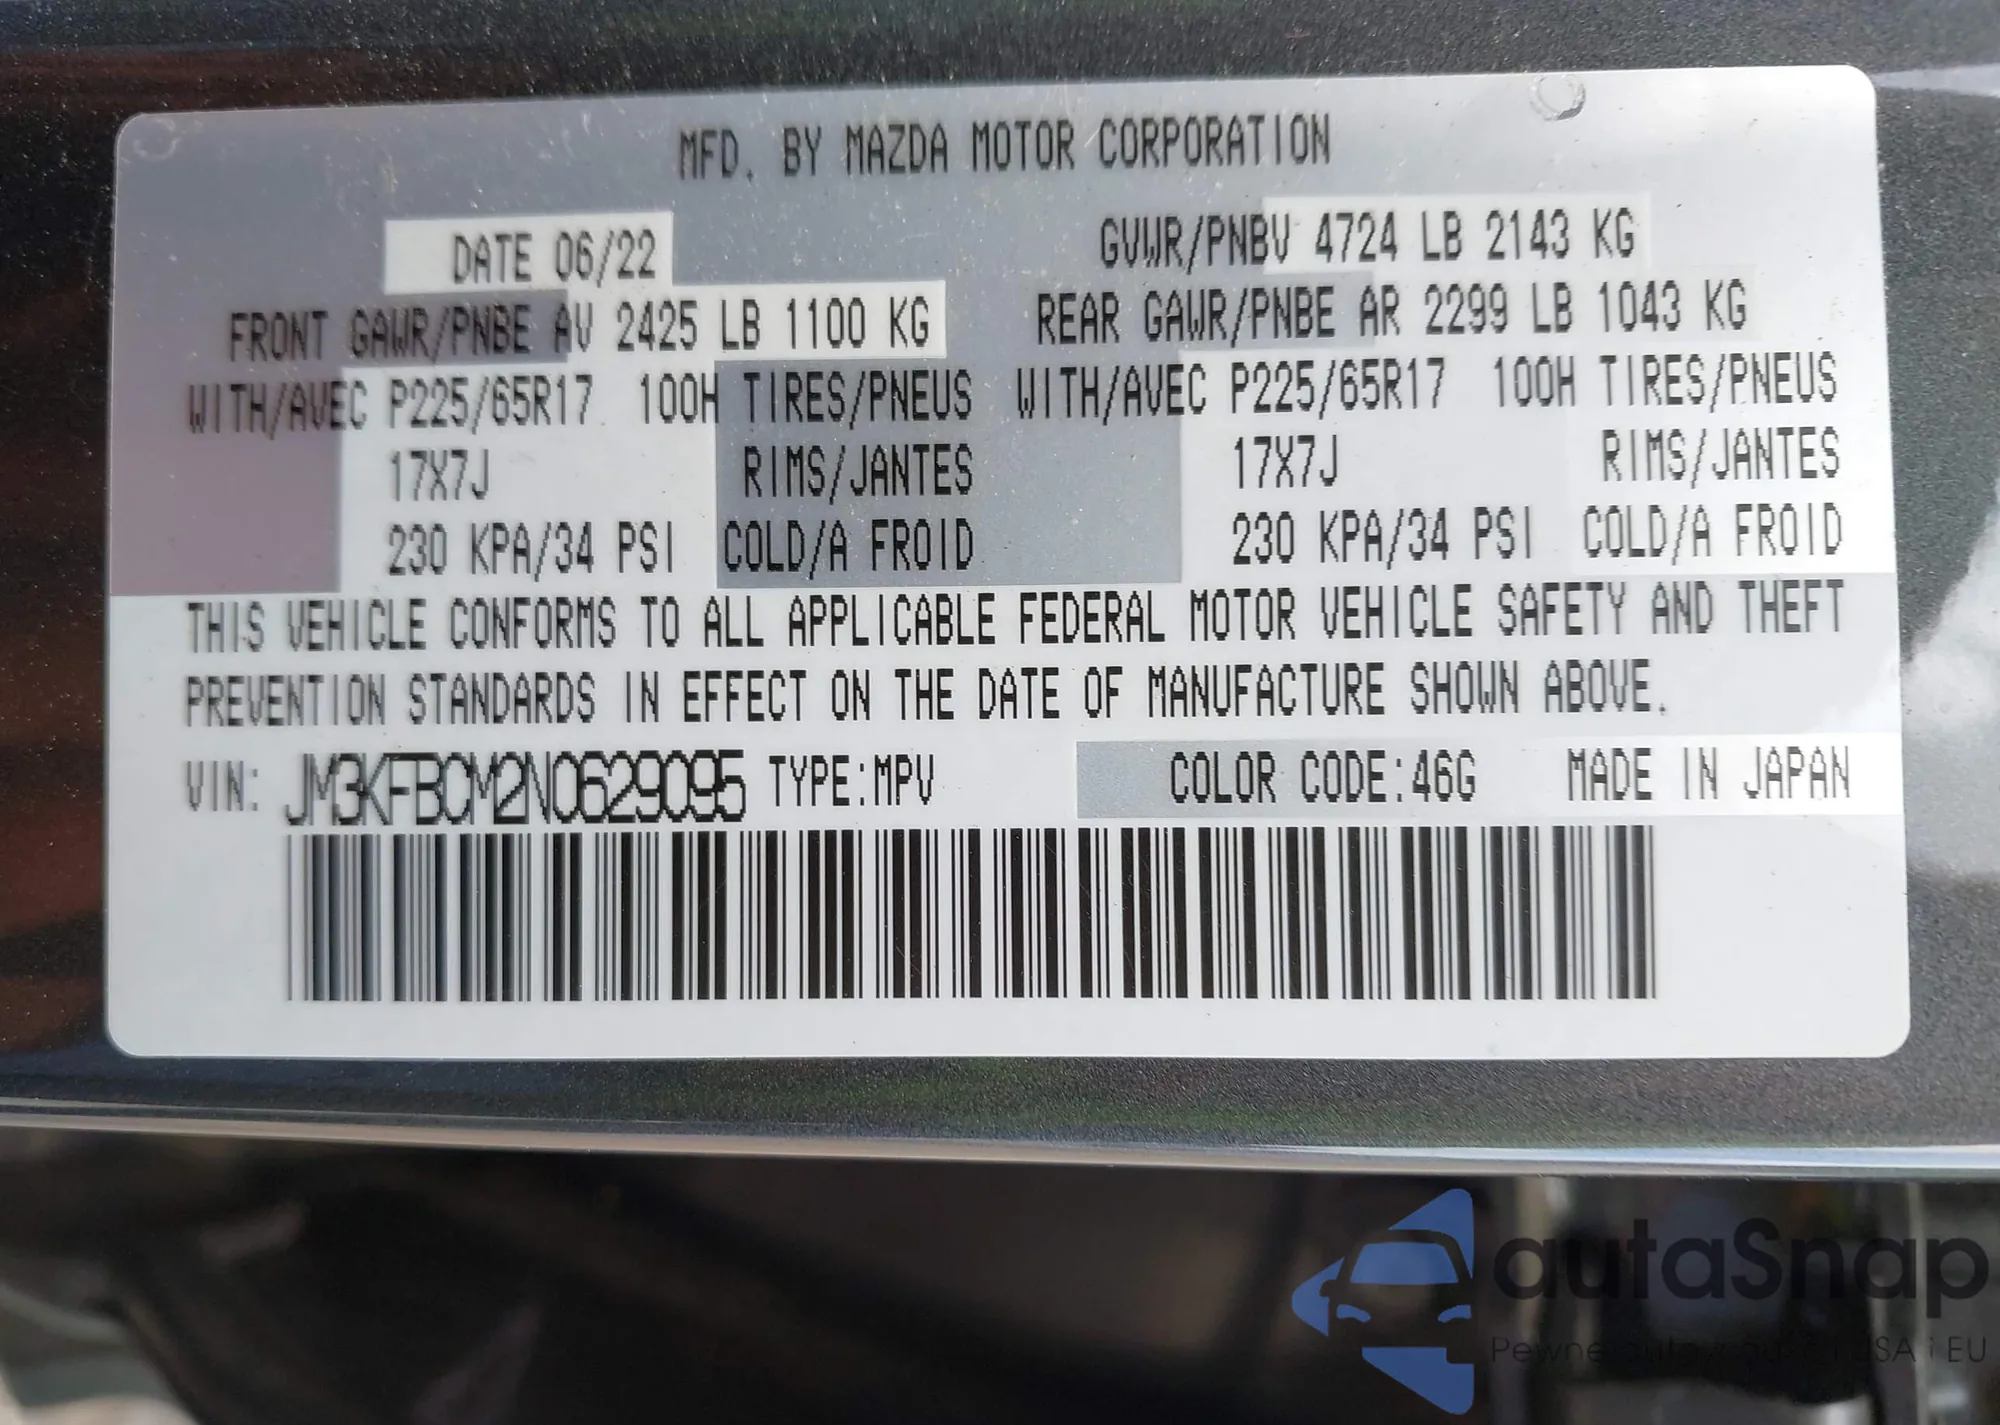 MFD. BY MAZDA MOTOR CORPORATION
DATE 06/22 GVWR/PNBV 4724 LB 2143 KG
FRONT GAWR/PNBE AV 2425 LB 1100 KG REAR GAWR/PNBE AR 2299 LB 1043 KG
WITH/AVEC P225/65R17 100H TIRES/PNEUS WITH/AVEC P225/65R17 100H TIRES/PNEUS
17X7J RIMS/JANTES 17X7J RIMS/JANTES
230 KPA/34 PSI COLD/A FROID 230 KPA/34 PSI COLD/A FROID
THIS VEHICLE CONFORMS TO ALL APPLICABLE FEDERAL MOTOR VEHICLE SAFETY AND THEFT
PREVENTION STANDARDS IN EFFECT ON THE DATE OF MANUFACTURE SHOWN ABOVE.
VIN: JM3KFBCM2N0629095 TYPE:MPV COLOR CODE:46G MADE IN JAPAN
autaSnap
Pewne auta z USA i EU